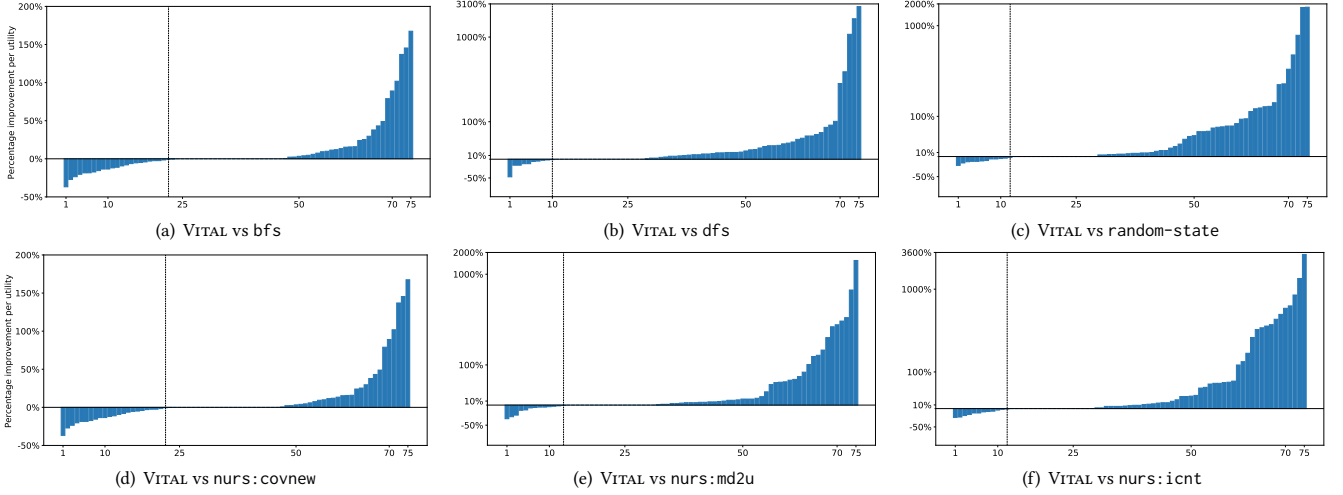 Percentage improvement per utility
200%
150%
100%
50%
0%
-50%
1 10 25 50 70 75
(a) VITAL vs bfs
3100%
1000%
100%
10%
-50%
1 10 25 50 70 75
(b) VITAL vs dfs
2000%
1000%
100%
10%
-50%
1 10 25 50 70 75
(c) VITAL vs random-state
Percentage improvement per utility
200%
150%
100%
50%
0%
-50%
1 10 25 50 70 75
(d) VITAL vs nurs:covnew
2000%
1000%
100%
10%
-50%
1 10 25 50 70 75
(e) VITAL vs nurs:md2u
3600%
1000%
100%
10%
-50%
1 10 25 50 70 75
(f) VITAL vs nurs:icnt